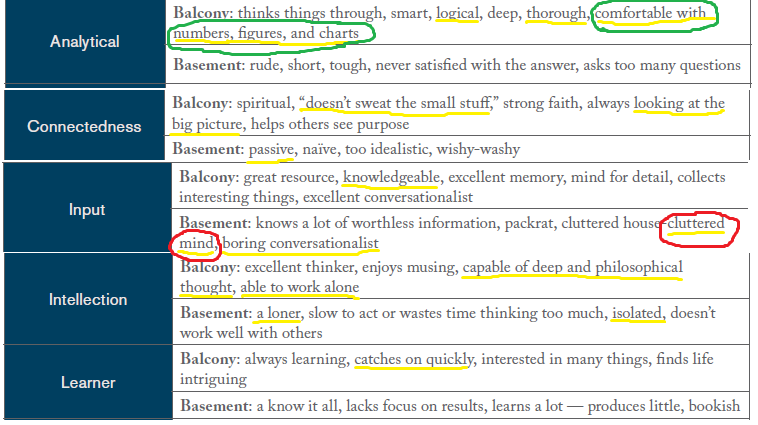 Analytical
Balcony: thinks things through, smart, logical, deep, thorough, comfortable with
numbers, figures, and charts
Basement: rude, short, tough, never satisfied with the answer, asks too many questions
Connectedness
Balcony: spiritual, “doesn’t sweat the small stuff,” strong faith, always looking at the
big picture, helps others see purpose
Basement: passive, naïve, too idealistic, wishy-washy
Input
Balcony: great resource, knowledgeable, excellent memory, mind for detail, collects
interesting things, excellent conversationalist
Basement: knows a lot of worthless information, packrat, cluttered house-cluttered
mind, boring conversationalist
Intellection
Balcony: excellent thinker, enjoys musing, capable of deep and philosophical
thought, able to work alone
Basement: a loner, slow to act or wastes time thinking too much, isolated, doesn’t
work well with others
Learner
Balcony: always learning, catches on quickly, interested in many things, finds life
intriguing
Basement: a know it all, lacks focus on results, learns a lot — produces little, bookish